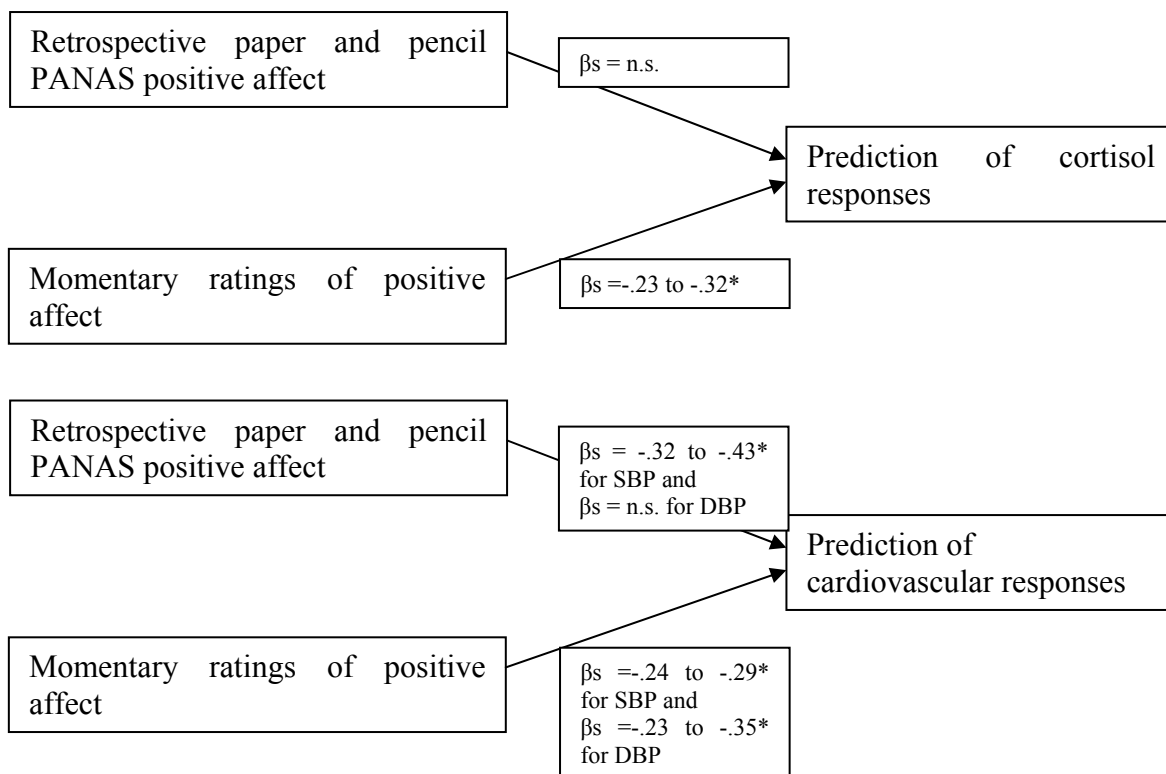 Retrospective paper and pencil
PANAS positive affect
βs = n.s.
Prediction of cortisol
responses
Momentary ratings of positive
affect
βs =-.23 to -.32*
Retrospective paper and pencil
PANAS positive affect
βs = -.32 to -.43*
for SBP and
βs = n.s. for DBP
Prediction of
cardiovascular responses
Momentary ratings of positive
affect
βs =-.24 to -.29*
for SBP and
βs =-.23 to -.35*
for DBP